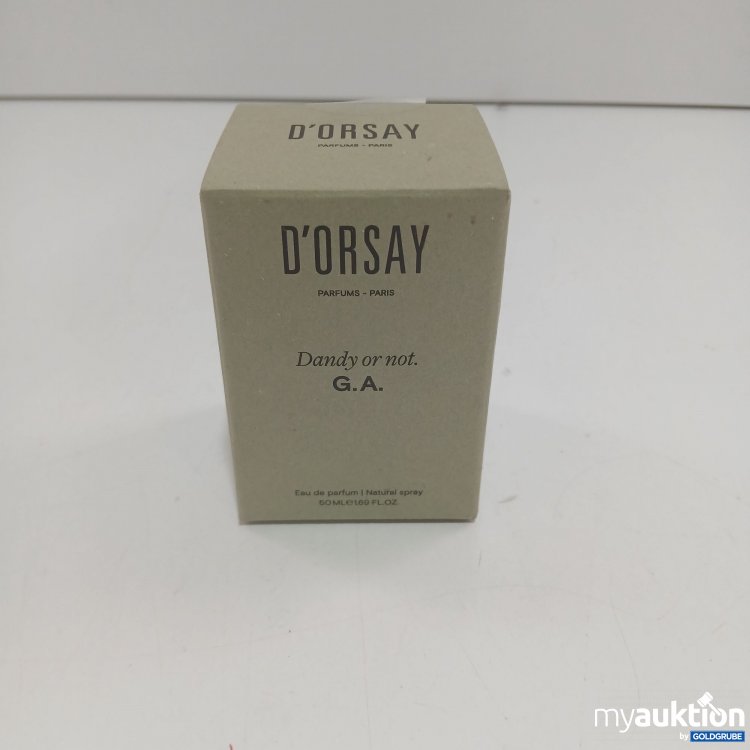 D'ORSAY
PARFUMS - PARIS
D'ORSAY
PARFUMS - PARIS
Dandy or not.
G.A.
Eau de parfum | Natural spray
50 ML℮1.69 FL.OZ
myauktion
by GOLDGRUBE